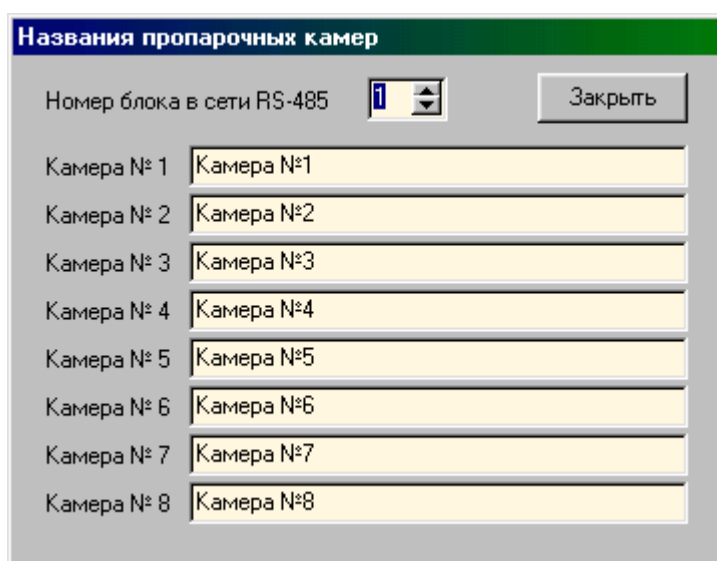 Названия пропарочных камер
Номер блока в сети RS-485 1 Закрыть
Камера № 1 Камера №1
Камера № 2 Камера №2
Камера № 3 Камера №3
Камера № 4 Камера №4
Камера № 5 Камера №5
Камера № 6 Камера №6
Камера № 7 Камера №7
Камера № 8 Камера №8